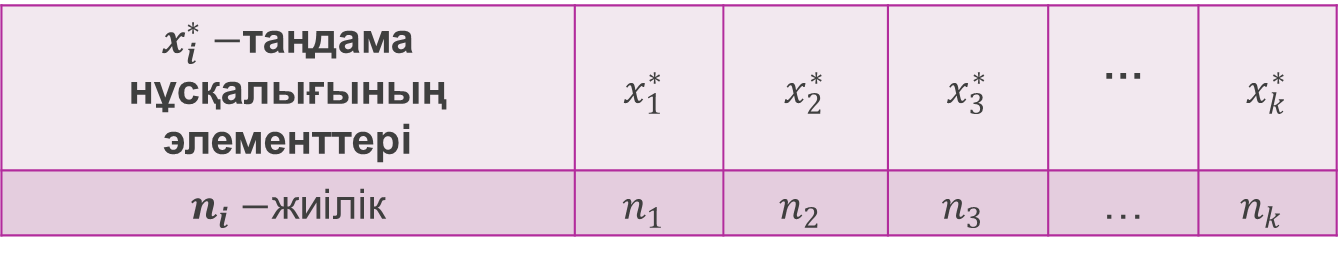 x_i^* −таңдама
нұсқалығының
элементтері
x_1^* x_2^* x_3^* … x_k^*
n_i −жиілік n_1 n_2 n_3 … n_k